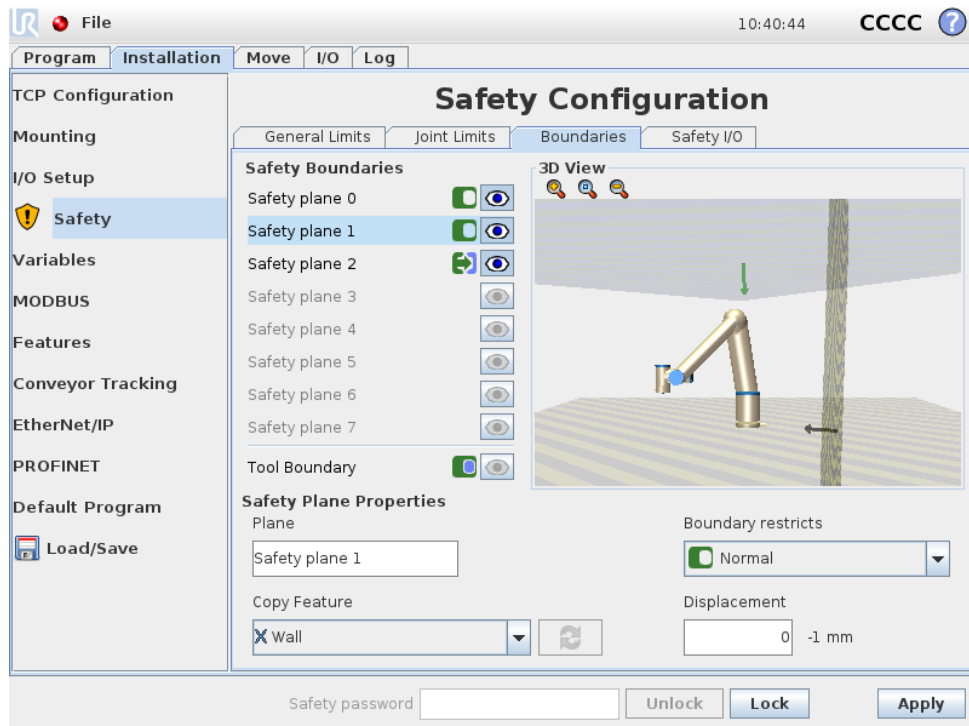 UR File 10:40:44 CCCC ?
Program Installation Move I/O Log
TCP Configuration
Mounting
I/O Setup
Safety
Variables
MODBUS
Features
Conveyor Tracking
EtherNet/IP
PROFINET
Default Program
Load/Save
Safety Configuration
General Limits Joint Limits Boundaries Safety I/O
Safety Boundaries
Safety plane 0
Safety plane 1
Safety plane 2
Safety plane 3
Safety plane 4
Safety plane 5
Safety plane 6
Safety plane 7
Tool Boundary
3D View
Safety Plane Properties
Plane
Safety plane 1
Copy Feature
Wall
Boundary restricts
Normal
Displacement
0 -1 mm
Safety password Unlock Lock Apply